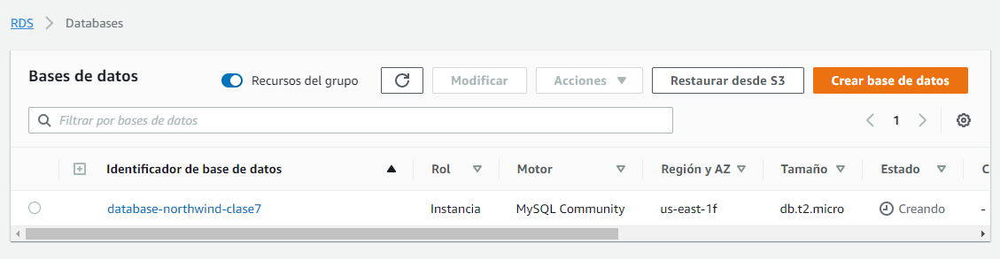 RDS > Databases
Bases de datos Recursos del grupo Modificar Acciones Restaurar desde S3 Crear base de datos
Filtrar por bases de datos 1
Identificador de base de datos Rol Motor Región y AZ Tamaño Estado C
database-northwind-clase7 Instancia MySQL Community us-east-1f db.t2.micro Creando -